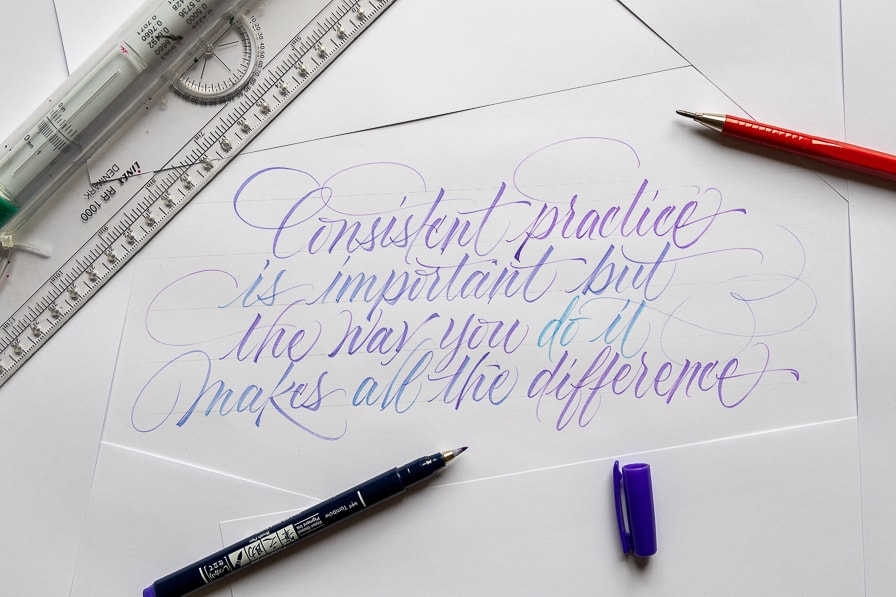 Consistent practice
is important but
the way you do it
makes all the difference
LINEX RR 1000
DENMARK
Tombow